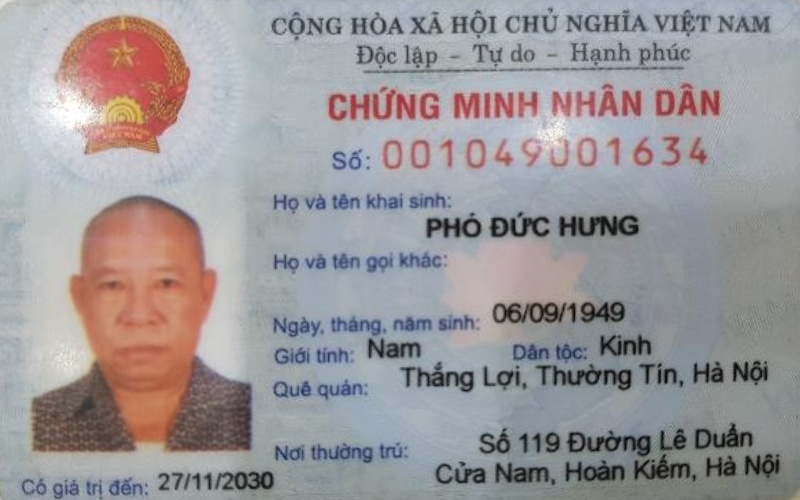 CỘNG HÒA XÃ HỘI CHỦ NGHĨA VIỆT NAM
Độc lập - Tự do - Hạnh phúc
CHỨNG MINH NHÂN DÂN
Số: 001049001634
Họ và tên khai sinh:
PHÓ ĐỨC HƯNG
Họ và tên gọi khác:
Ngày, tháng, năm sinh: 06/09/1949
Giới tính: Nam Dân tộc: Kinh
Quê quán: Thắng Lợi, Thường Tín, Hà Nội
Nơi thường trú: Số 119 Đường Lê Duẩn
Cửa Nam, Hoàn Kiếm, Hà Nội
Có giá trị đến: 27/11/2030